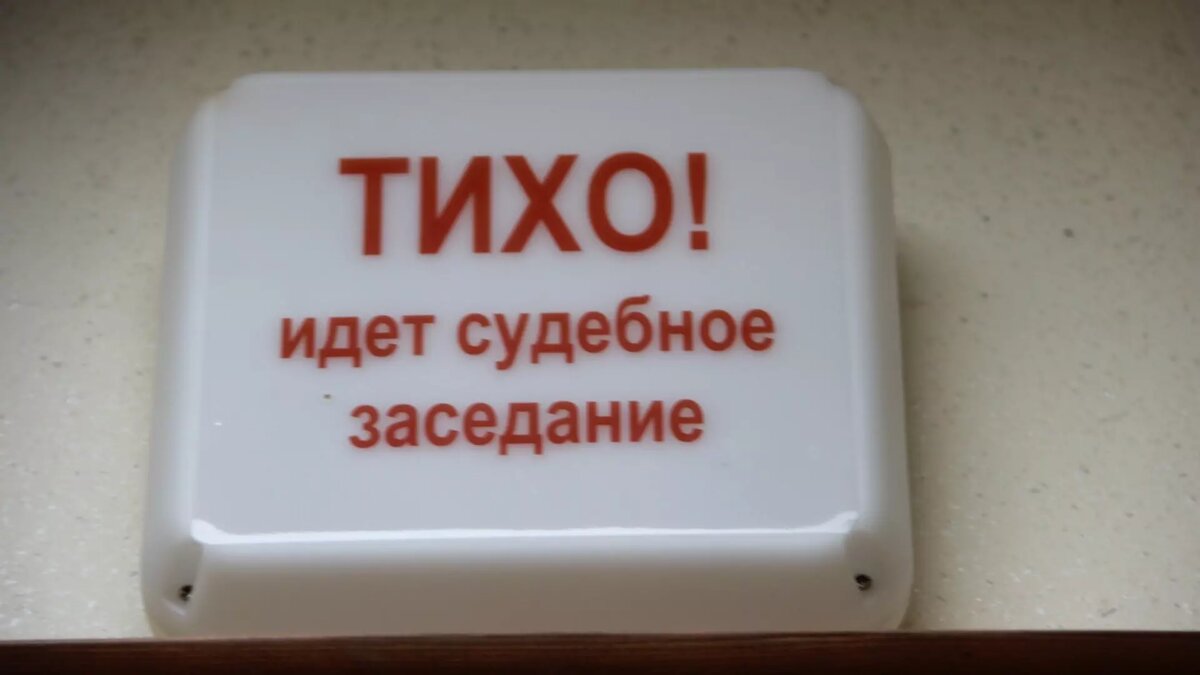 ТИХО!
идет судебное
заседание